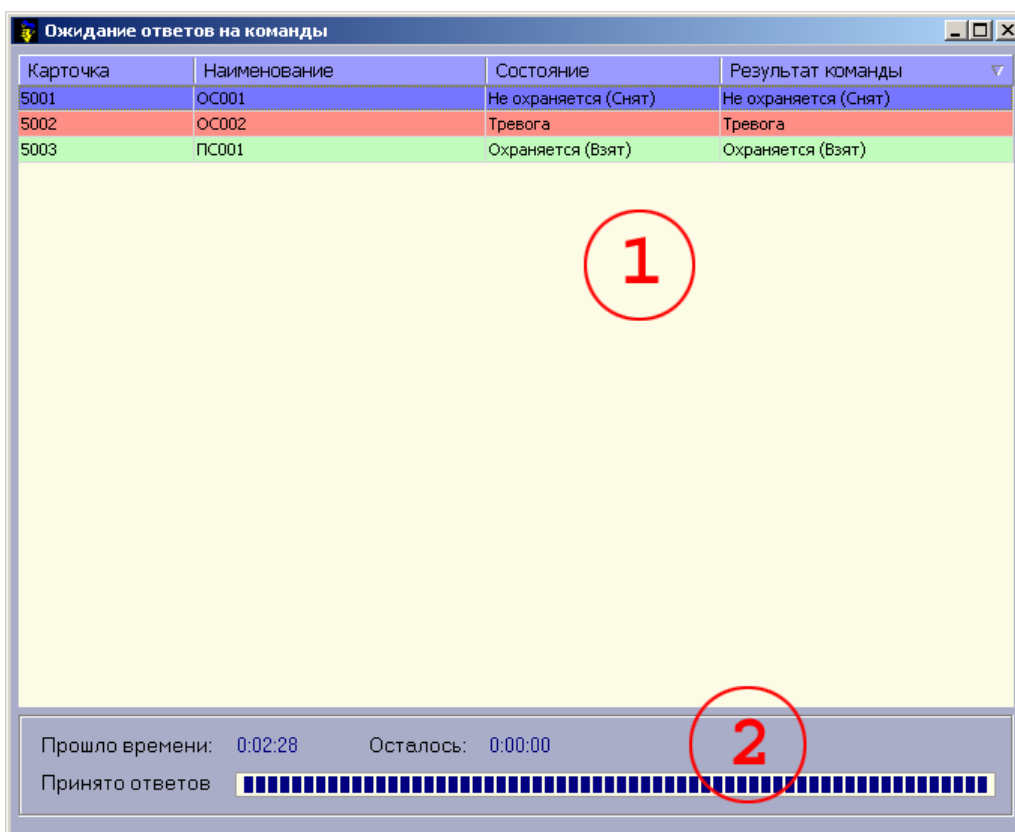 Ожидание ответов на команды
Карточка Наименование Состояние Результат команды
5001 ОС001 Не охраняется (Снят) Не охраняется (Снят)
5002 ОС002 Тревога Тревога
5003 ПС001 Охраняется (Взят) Охраняется (Взят)
1
2
Прошло времени: 0:02:28 Осталось: 0:00:00
Принято ответов